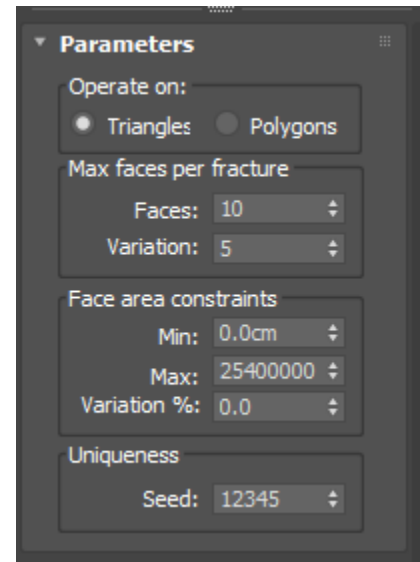 Parameters
Operate on:
Triangles Polygons
Max faces per fracture
Faces: 10
Variation: 5
Face area constraints
Min: 0.0cm
Max: 25400000
Variation %: 0.0
Uniqueness
Seed: 12345